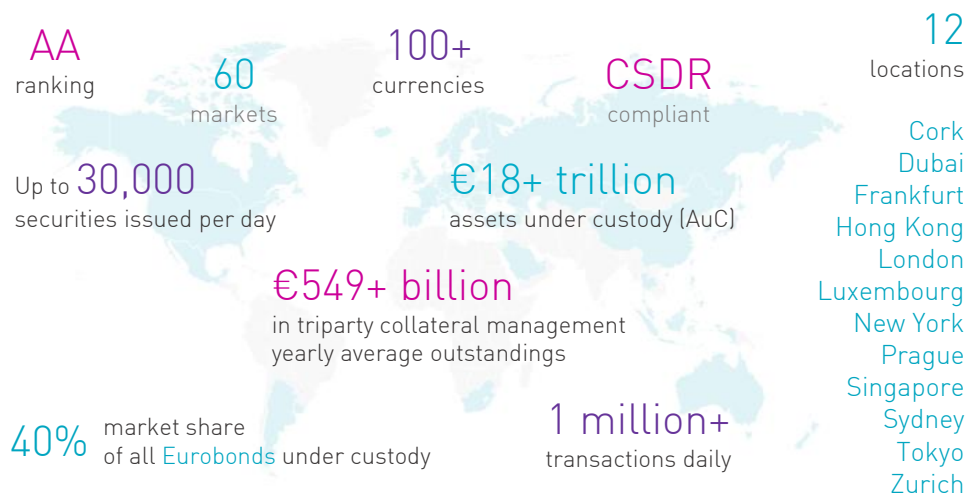 AA
ranking
60
markets
100+
currencies
CSDR
compliant
12
locations
Up to 30,000
securities issued per day
€18+ trillion
assets under custody (AuC)
€549+ billion
in triparty collateral management
yearly average outstandings
40% market share
of all Eurobonds under custody
1 million+
transactions daily
Cork
Dubai
Frankfurt
Hong Kong
London
Luxembourg
New York
Prague
Singapore
Sydney
Tokyo
Zurich